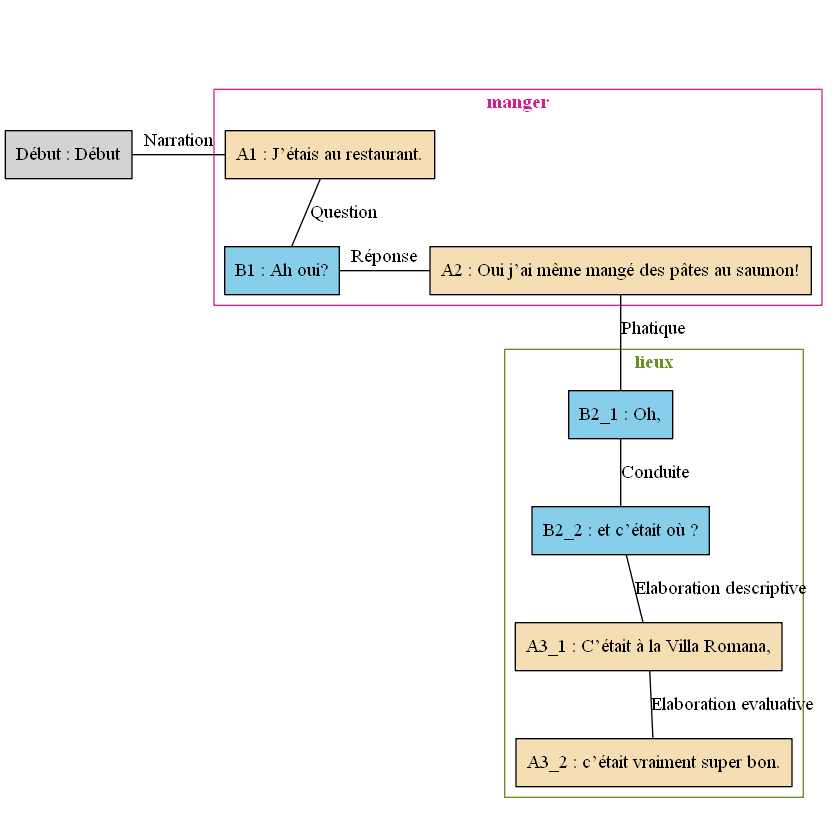 manger
Début : Début
Narration
A1 : J’étais au restaurant.
Question
B1 : Ah oui?
Réponse
A2 : Oui j’ai même mangé des pâtes au saumon!
Phatique
lieux
B2_1 : Oh,
Conduite
B2_2 : et c’était où ?
Elaboration descriptive
A3_1 : C’était à la Villa Romana,
Elaboration evaluative
A3_2 : c’était vraiment super bon.